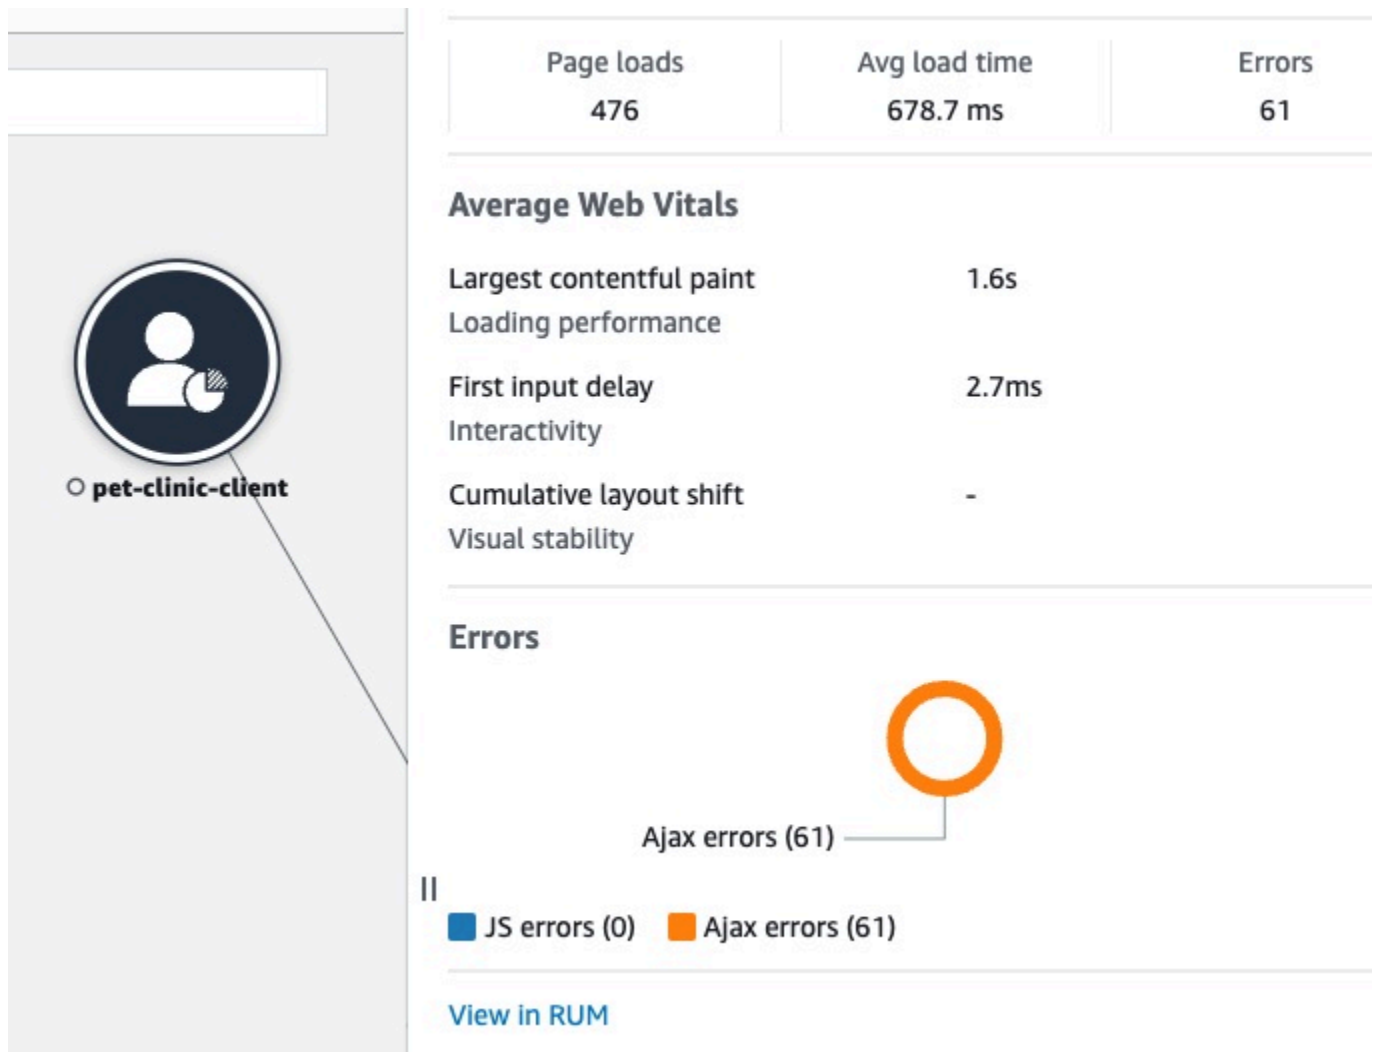 Page loads
476
Avg load time
678.7 ms
Errors
61
Average Web Vitals
Largest contentful paint 1.6s
Loading performance
First input delay 2.7ms
Interactivity
Cumulative layout shift -
Visual stability
pet-clinic-client
Errors
Ajax errors (61)
JS errors (0) Ajax errors (61)
View in RUM